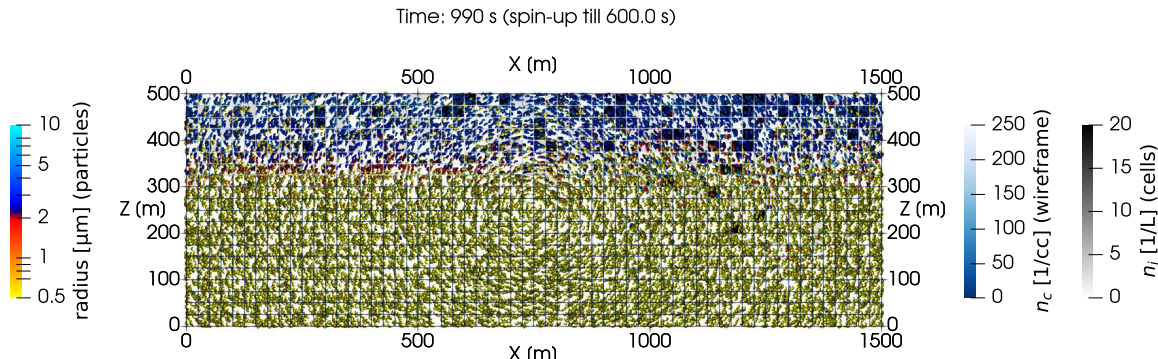 Time: 990 s (spin-up till 600.0 s)
X (m)
0 500 1000 1500
500 500
400 400
300 300
Z (m) Z (m)
200 200
100 100
0 0
0 500 1000 1500
X (m)
10
5
2
1
0.5
radius [µm] (particles)
250
200
150
100
50
0
n_c [1/cc] (wireframe)
20
15
10
5
0
n_i [1/L] (cells)